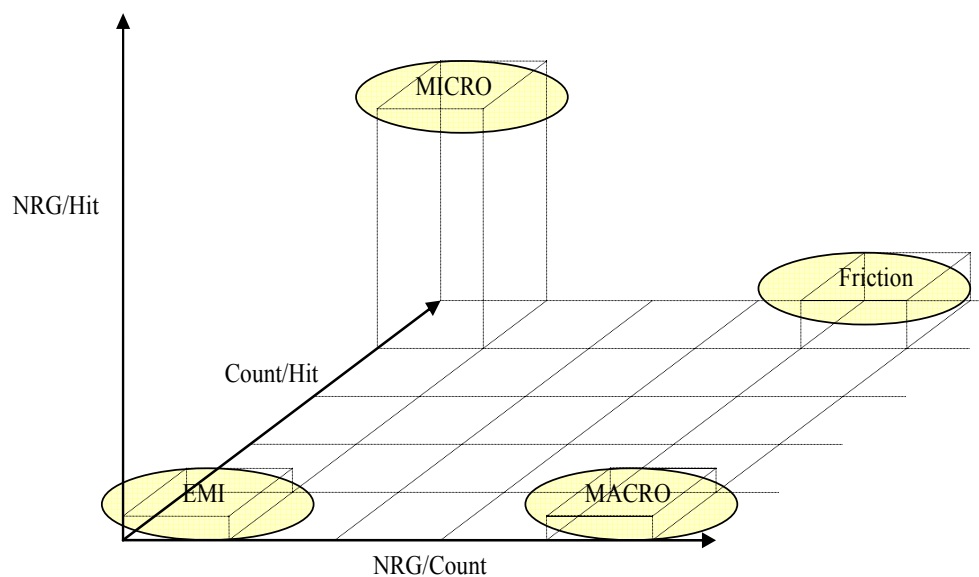 MICRO
NRG/Hit
Friction
Count/Hit
EMI
MACRO
NRG/Count